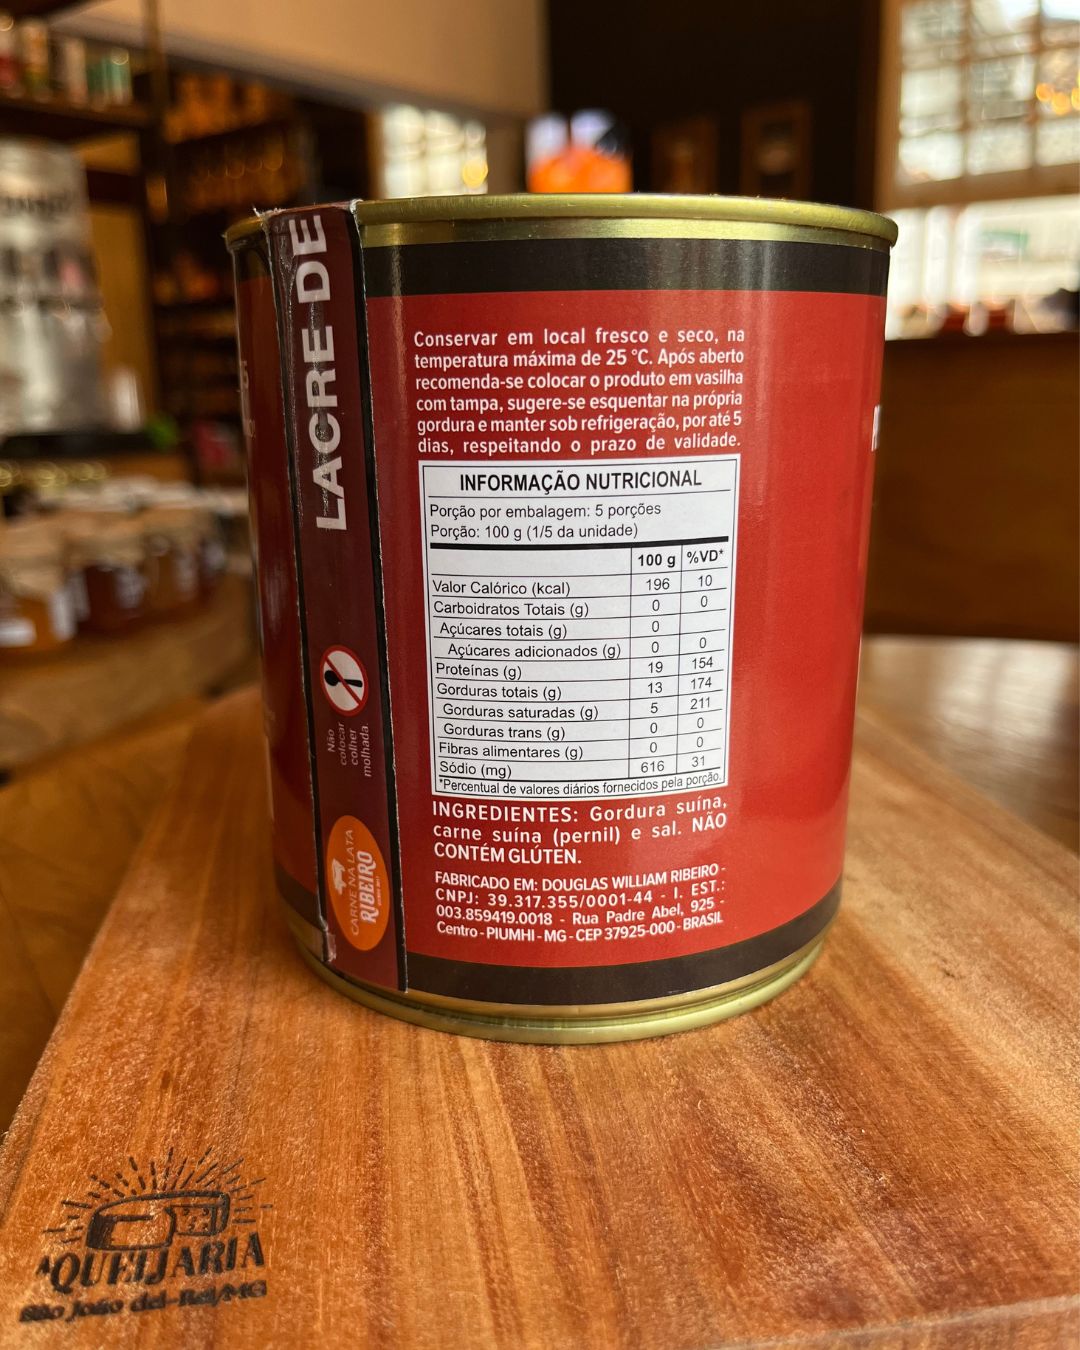 LACRE DE
Não
colocar
colher
molhada.
CARNE NA LATA
RIBEIRO
Conservar em local fresco e seco, na
temperatura máxima de 25 °C. Após aberto
recomenda-se colocar o produto em vasilha
com tampa, sugere-se esquentar na própria
gordura e manter sob refrigeração, por até 5
dias, respeitando o prazo de validade.
INFORMAÇÃO NUTRICIONAL
Porção por embalagem: 5 porções
Porção: 100 g (1/5 da unidade)
100 g %VD*
Valor Calórico (kcal) 196 10
Carboidratos Totais (g) 0 0
Açúcares totais (g) 0
Açúcares adicionados (g) 0 0
Proteínas (g) 19 154
Gorduras totais (g) 13 174
Gorduras saturadas (g) 5 211
Gorduras trans (g) 0 0
Fibras alimentares (g) 0 0
Sódio (mg) 616 31
*Percentual de valores diários fornecidos pela porção.
INGREDIENTES: Gordura suína,
carne suína (pernil) e sal. NÃO
CONTÉM GLÚTEN.
FABRICADO EM: DOUGLAS WILLIAM RIBEIRO -
CNPJ: 39.317.355/0001-44 - I. EST.:
003.859419.0018 - Rua Padre Abel, 925 -
Centro - PIUMHI - MG - CEP 37925-000 - BRASIL
A QUEIJARIA
São João del-Rei/MG